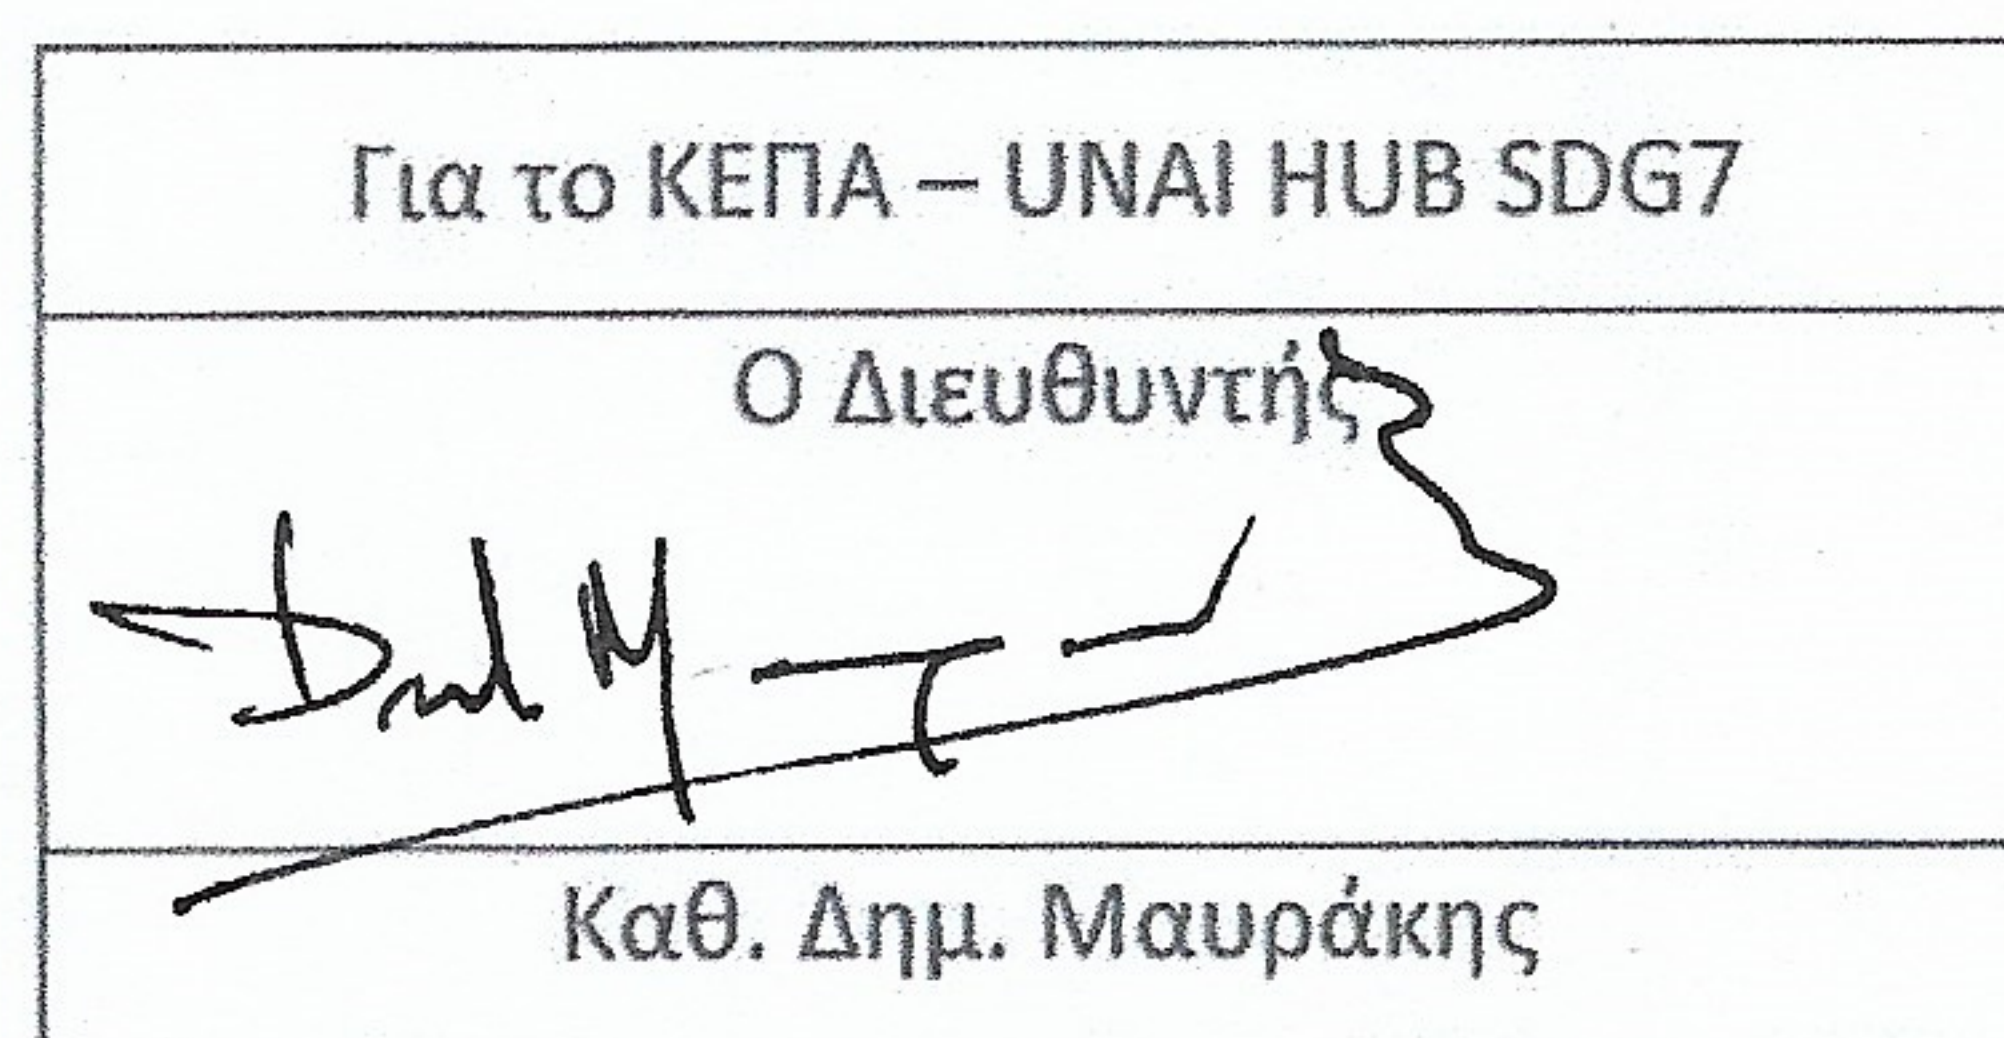 Για το ΚΕΠΑ – UNAI HUB SDG7
Ο Διευθυντής
Καθ. Δημ. Μαυράκης